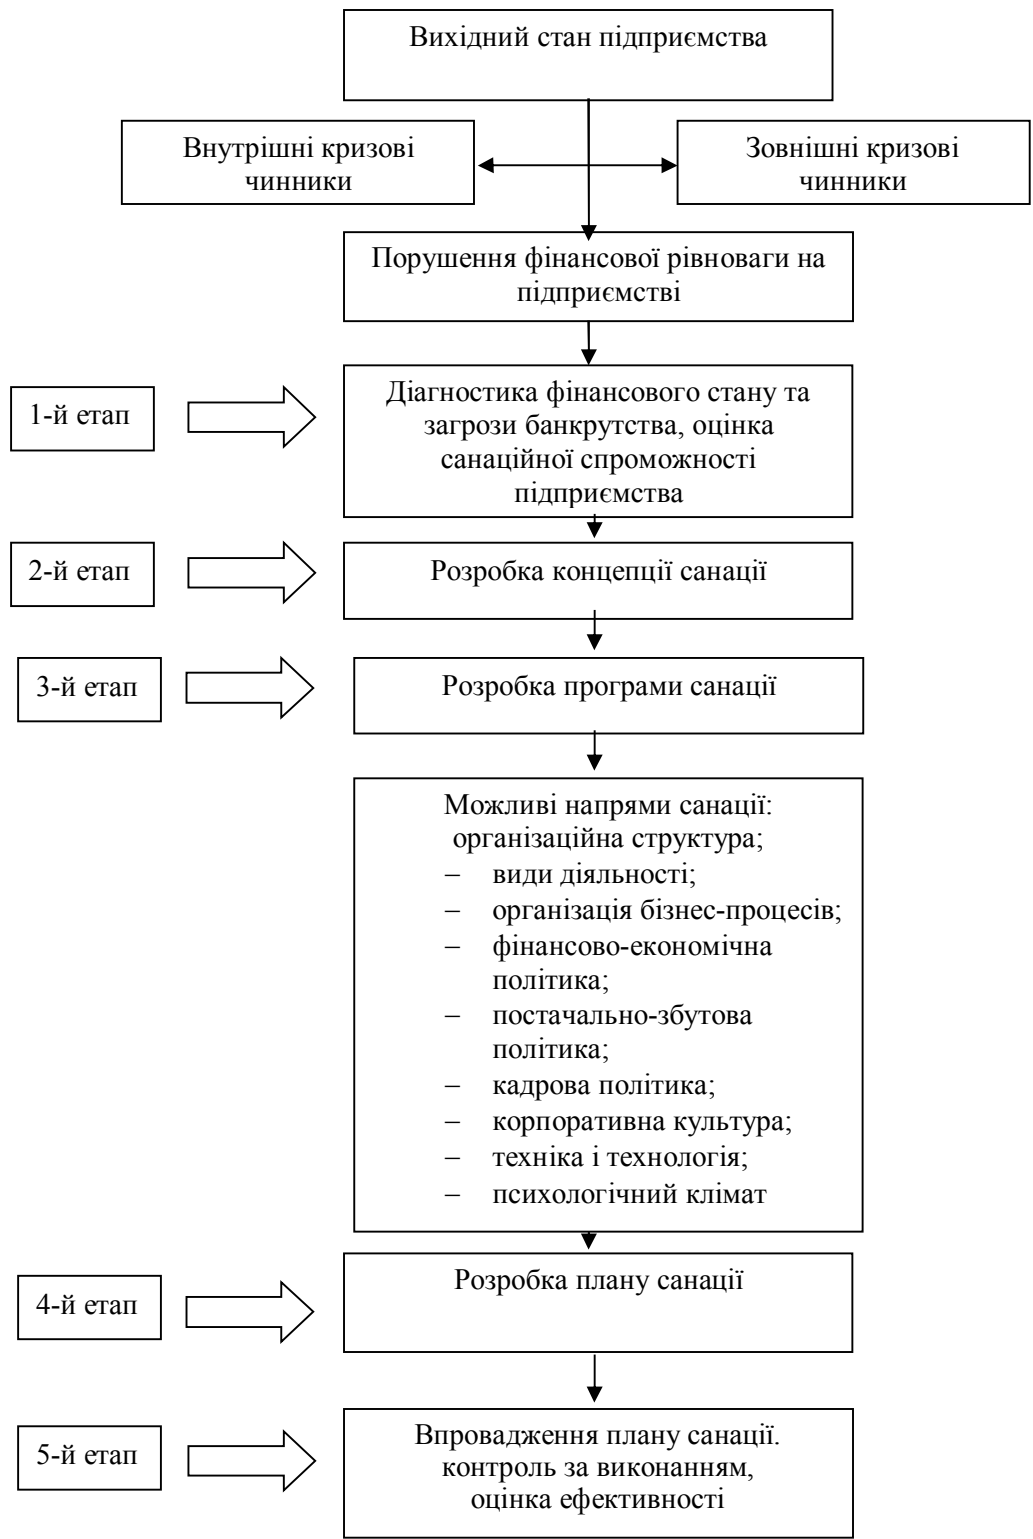 Вихідний стан підприємства
Внутрішні кризові
чинники
Зовнішні кризові
чинники
Порушення фінансової рівноваги на
підприємстві
1-й етап
Діагностика фінансового стану та
загрози банкрутства, оцінка
санаційної спроможності
підприємства
2-й етап
Розробка концепції санації
3-й етап
Розробка програми санації
Можливі напрями санації:
організаційна структура;
– види діяльності;
– організація бізнес-процесів;
– фінансово-економічна
політика;
– постачально-збутова
політика;
– кадрова політика;
– корпоративна культура;
– техніка і технологія;
– психологічний клімат
4-й етап
Розробка плану санації
5-й етап
Впровадження плану санації.
контроль за виконанням,
оцінка ефективності